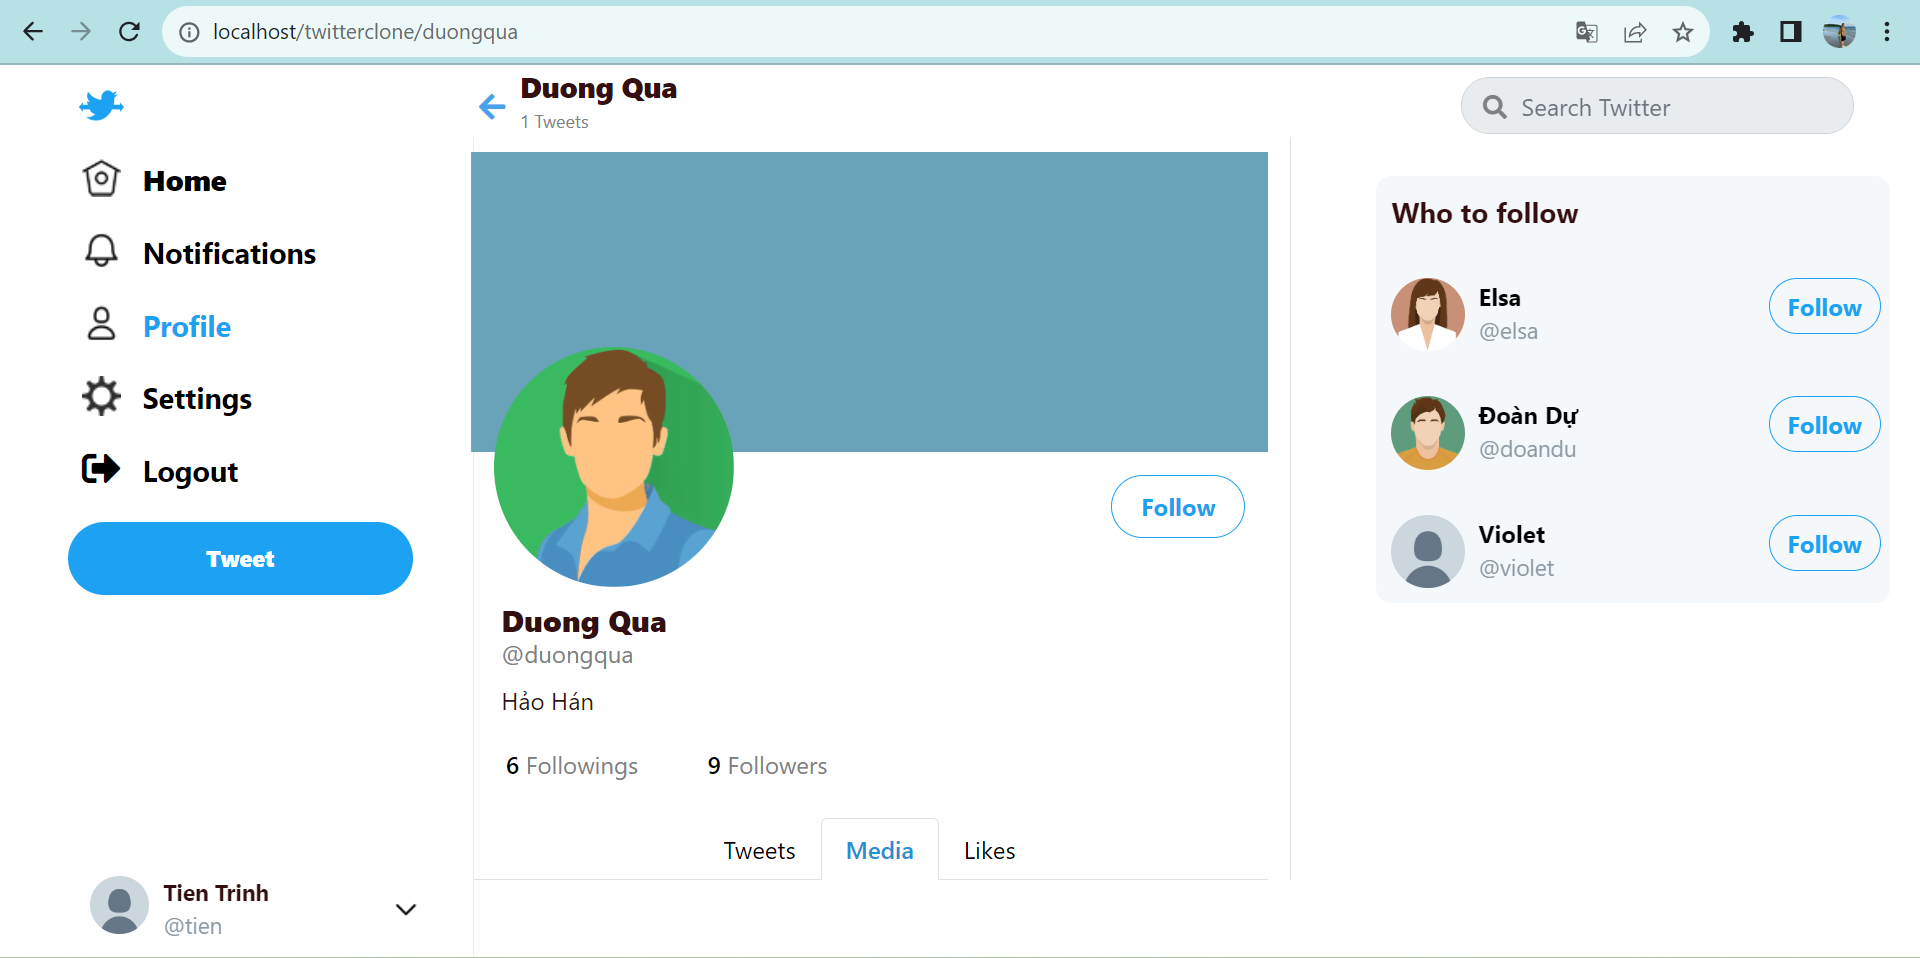 localhost/twitterclone/duongqua
Home
Notifications
Profile
Settings
Logout
Tweet
Tien Trinh
@tien
Duong Qua
1 Tweets
Follow
Duong Qua
@duongqua
Hảo Hán
6 Followings 9 Followers
Tweets Media Likes
Search Twitter
Who to follow
Elsa
@elsa
Follow
Đoàn Dự
@doandu
Follow
Violet
@violet
Follow